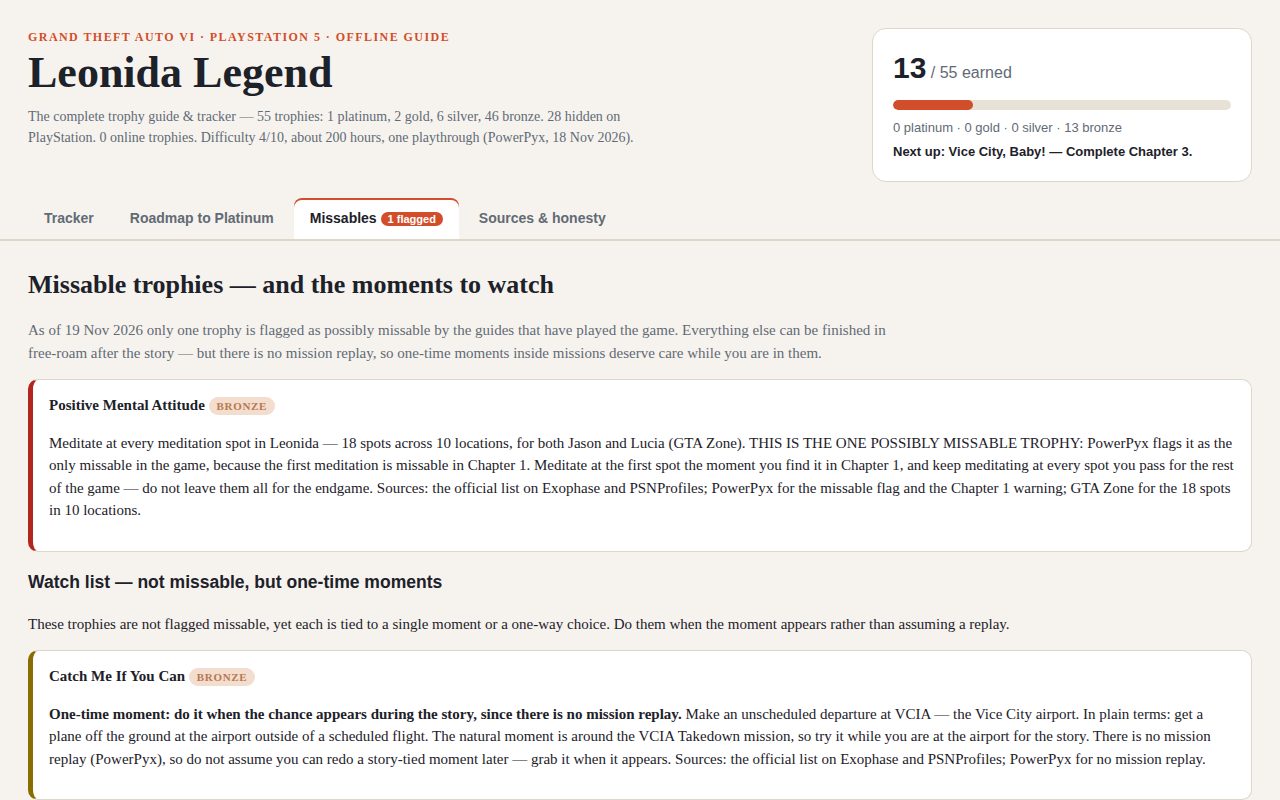 GRAND THEFT AUTO VI · PLAYSTATION 5 · OFFLINE GUIDE
Leonida Legend
The complete trophy guide & tracker — 55 trophies: 1 platinum, 2 gold, 6 silver, 46 bronze. 28 hidden on
PlayStation. 0 online trophies. Difficulty 4/10, about 200 hours, one playthrough (PowerPyx, 18 Nov 2026).
13 / 55 earned
0 platinum · 0 gold · 0 silver · 13 bronze
Next up: Vice City, Baby! — Complete Chapter 3.
Tracker Roadmap to Platinum Missables 1 flagged Sources & honesty
Missable trophies — and the moments to watch
As of 19 Nov 2026 only one trophy is flagged as possibly missable by the guides that have played the game. Everything else can be finished in
free-roam after the story — but there is no mission replay, so one-time moments inside missions deserve care while you are in them.
Positive Mental Attitude BRONZE
Meditate at every meditation spot in Leonida — 18 spots across 10 locations, for both Jason and Lucia (GTA Zone). THIS IS THE ONE POSSIBLY MISSABLE TROPHY: PowerPyx flags it as the
only missable in the game, because the first meditation is missable in Chapter 1. Meditate at the first spot the moment you find it in Chapter 1, and keep meditating at every spot you pass for the rest
of the game — do not leave them all for the endgame. Sources: the official list on Exophase and PSNProfiles; PowerPyx for the missable flag and the Chapter 1 warning; GTA Zone for the 18 spots
in 10 locations.
Watch list — not missable, but one-time moments
These trophies are not flagged missable, yet each is tied to a single moment or a one-way choice. Do them when the moment appears rather than assuming a replay.
Catch Me If You Can BRONZE
One-time moment: do it when the chance appears during the story, since there is no mission replay. Make an unscheduled departure at VCIA — the Vice City airport. In plain terms: get a
plane off the ground at the airport outside of a scheduled flight. The natural moment is around the VCIA Takedown mission, so try it while you are at the airport for the story. There is no mission
replay (PowerPyx), so do not assume you can redo a story-tied moment later — grab it when it appears. Sources: the official list on Exophase and PSNProfiles; PowerPyx for no mission replay.